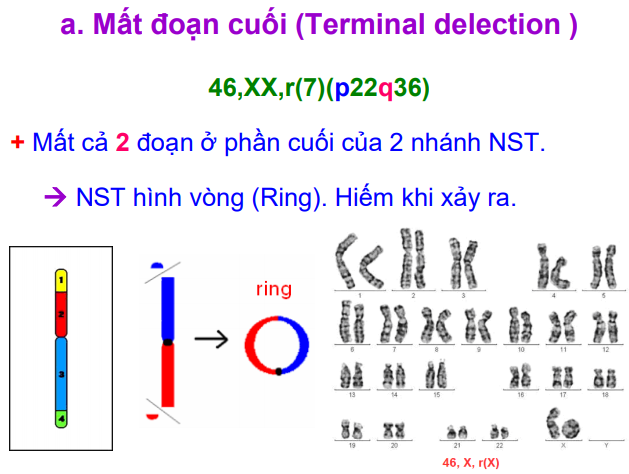 a. Mất đoạn cuối (Terminal delection )
46,XX,r(7)(p22q36)
+ Mất cả 2 đoạn ở phần cuối của 2 nhánh NST.
→ NST hình vòng (Ring). Hiếm khi xảy ra.
1
2
3
4
ring
1 2 3 4 5
6 7 8 9 10 11 12
13 14 15 16 17 18
19 20 21 22 X Y
46, X, r(X)